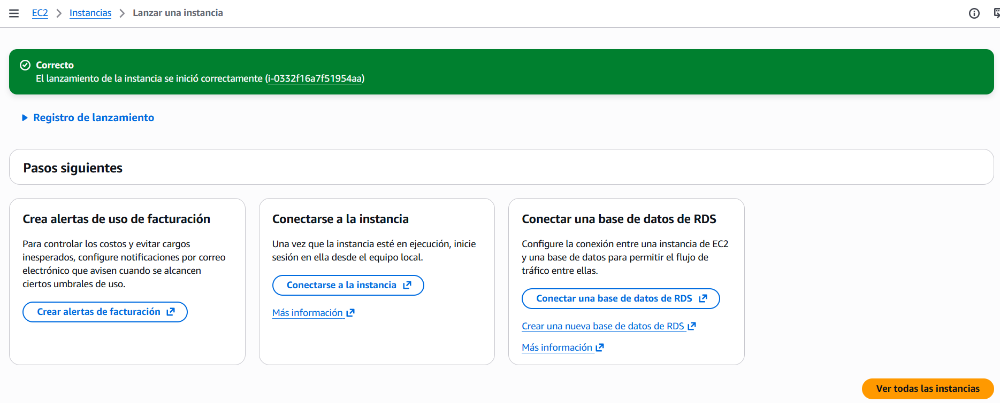 EC2 > Instancias > Lanzar una instancia
Correcto
El lanzamiento de la instancia se inició correctamente (i-0332f16a7f51954aa)
Registro de lanzamiento
Pasos siguientes
Crea alertas de uso de facturación
Para controlar los costos y evitar cargos
inesperados, configure notificaciones por correo
electrónico que avisen cuando se alcancen
ciertos umbrales de uso.
Crear alertas de facturación
Conectarse a la instancia
Una vez que la instancia esté en ejecución, inicie
sesión en ella desde el equipo local.
Conectarse a la instancia
Más información
Conectar una base de datos de RDS
Configure la conexión entre una instancia de EC2
y una base de datos para permitir el flujo de
tráfico entre ellas.
Conectar una base de datos de RDS
Crear una nueva base de datos de RDS
Más información
Ver todas las instancias